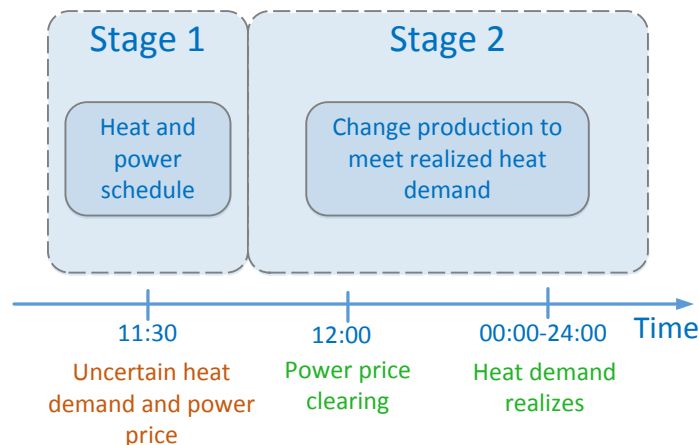 Stage 1
Stage 2
Heat and
power
schedule
Change production to
meet realized heat
demand
11:30
12:00
00:00-24:00
Time
Uncertain heat
demand and power
price
Power price
clearing
Heat demand
realizes